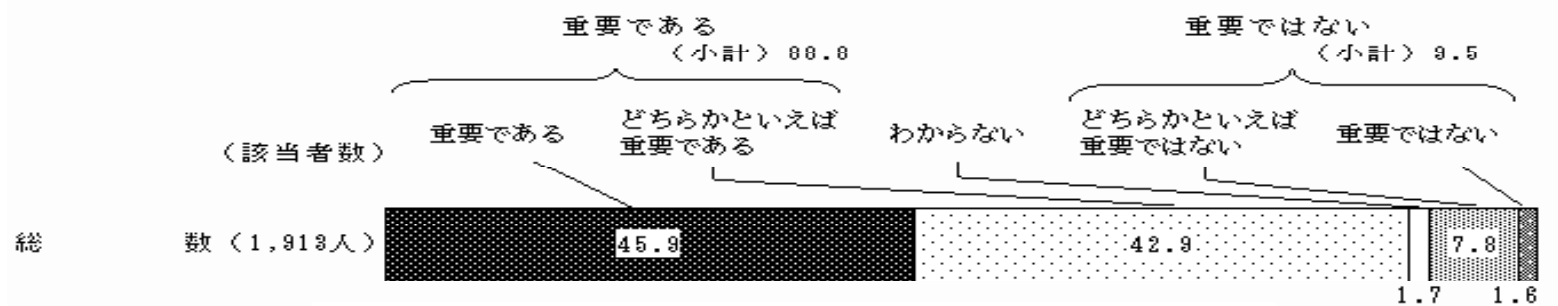 重要である
（小計）88.8
重要ではない
（小計）9.5
（該当者数）
重要である
どちらかといえば
重要である
わからない
どちらかといえば
重要ではない
重要ではない
総　　　数（1,913人）
45.9
42.9
7.8
1.7
1.6